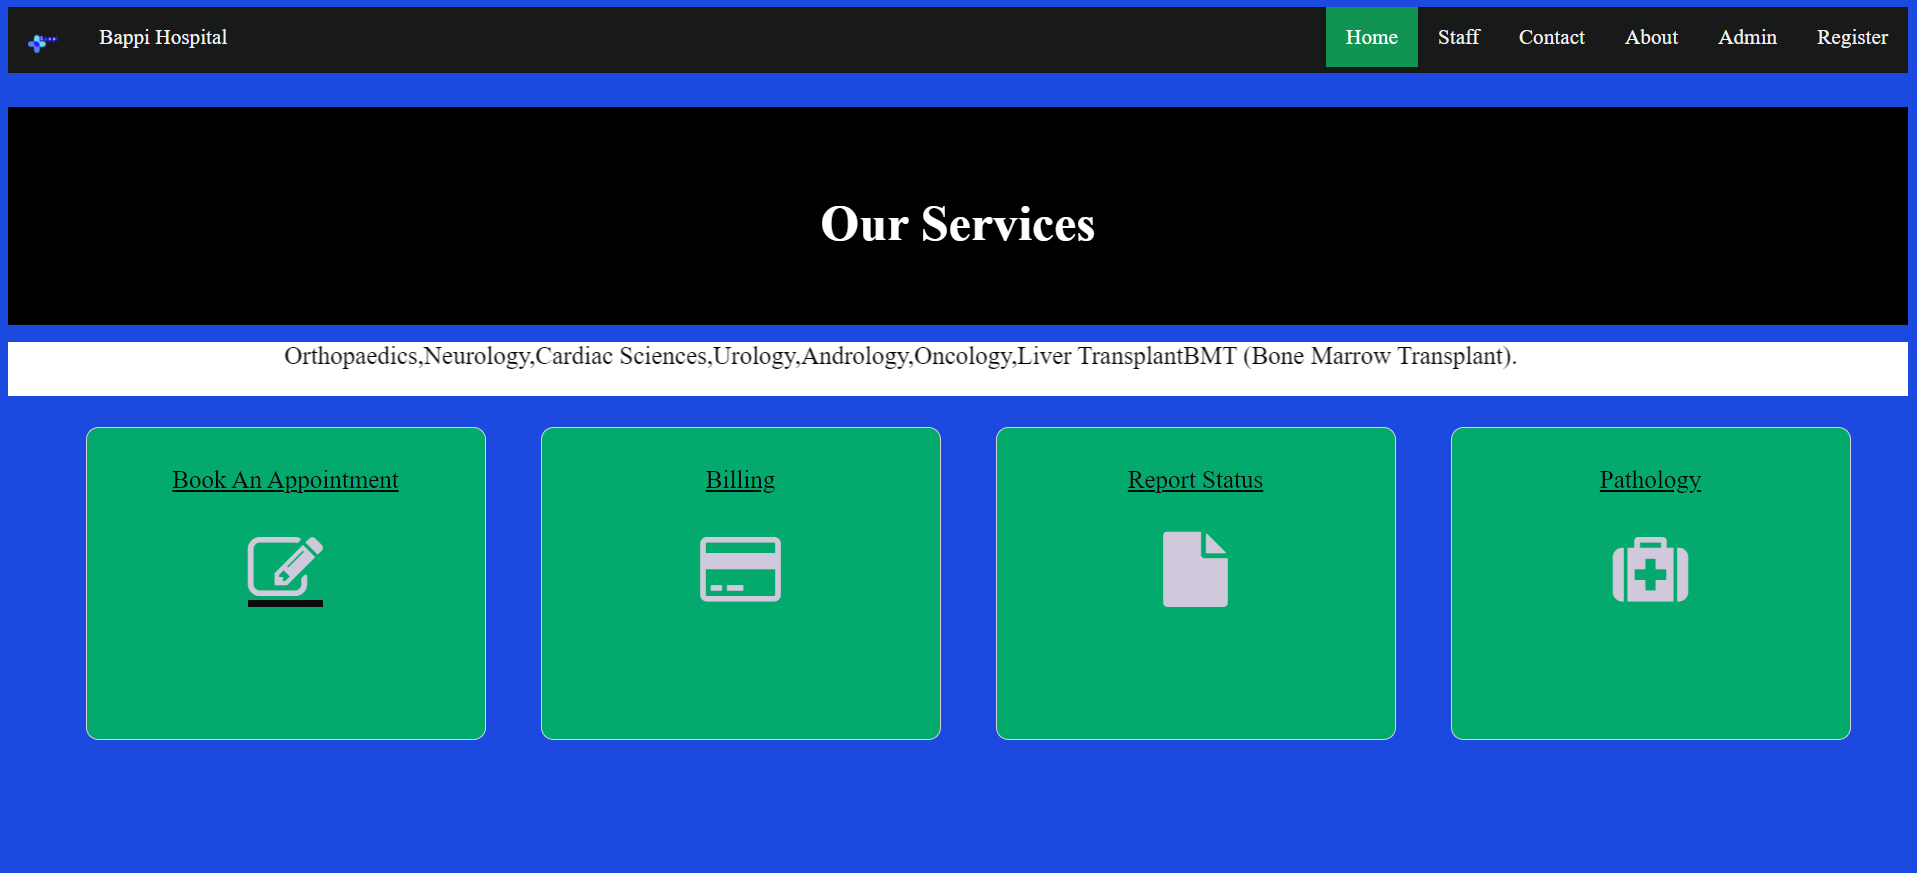 Bappi Hospital
Home Staff Contact About Admin Register
Our Services
Orthopaedics,Neurology,Cardiac Sciences,Urology,Andrology,Oncology,Liver TransplantBMT (Bone Marrow Transplant).
Book An Appointment
Billing
Report Status
Pathology